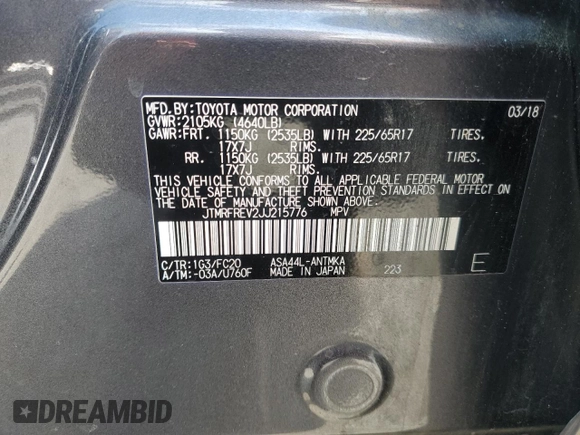 MFD.BY:TOYOTA MOTOR CORPORATION 03/18
GVWR:2105KG (4640LB)
GAWR:FRT. 1150KG (2535LB) WITH 225/65R17 TIRES.
17X7J RIMS.
RR. 1150KG (2535LB) WITH 225/65R17 TIRES.
17X7J RIMS.
THIS VEHICLE CONFORMS TO ALL APPLICABLE FEDERAL MOTOR
VEHICLE SAFETY AND THEFT PREVENTION STANDARDS IN EFFECT ON
THE DATE OF MANUFACTURE SHOWN ABOVE.
JTMRFREV2JJ215776 MPV
C/TR:1G3/FC20 ASA44L-ANTMKA 223 E
A/TM:-03A/U760F MADE IN JAPAN
DREAMBID